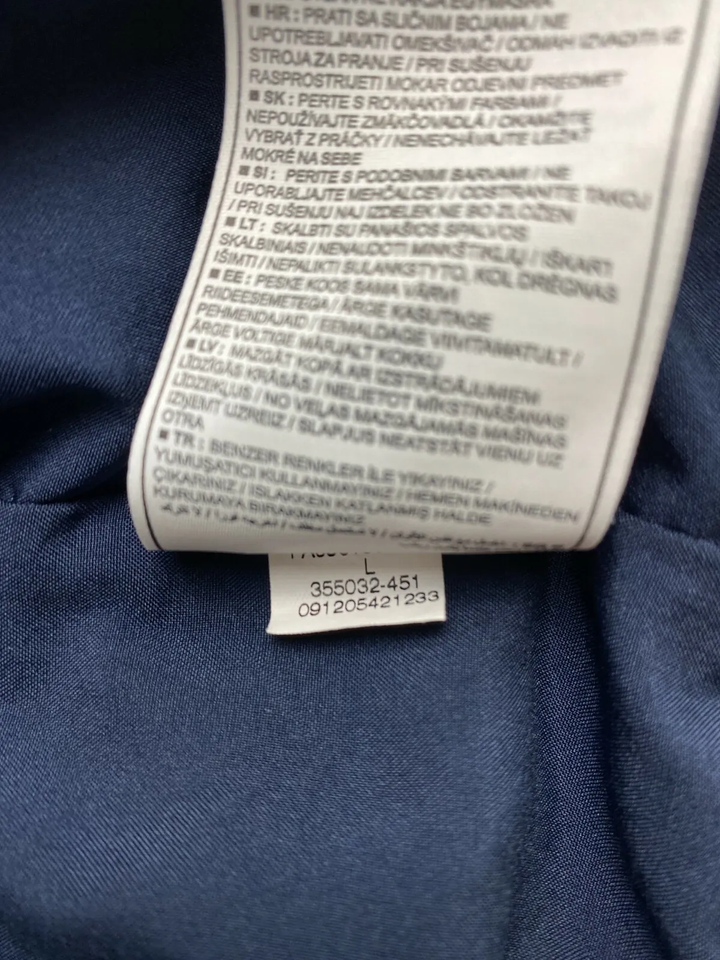 ■ HR : PRATI SA SLIČNIM BOJAMA / NE
UPOTREBLJAVATI OMEKŠIVAČ / ODMAH IZVADITI IZ
STROJA ZA PRANJE / PRI SUŠENJU
RASPROSTRIJETI MOKAR ODJEVNI PREDMET
■ SK : PERTE S ROVNAKÝMI FARBAMI /
NEPOUŽÍVAJTE ZMÄKČOVADLÁ / OKAMŽITE
VYBRAŤ Z PRÁČKY / NENECHÁVAJTE LEŽAŤ
MOKRÉ NA SEBE
■ SI : PERITE S PODOBNIMI BARVAMI / NE
UPORABLJAJTE MEHČALCEV / ODSTRANITE TAKOJ
/ PRI SUŠENJU NAJ IZDELEK NE BO ZLOŽEN
■ LT : SKALBTI SU PANAŠIOS SPALVOS
SKALBINIAIS / NENAUDOTI MINKŠTIKLIŲ / IŠKART
IŠIMTI / NEPALIKTI SULANKSTYTO, KOL DRĖGNAS
■ EE : PESKE KOOS SAMA VÄRVI
RIIDEESEMETEGA / ÄRGE KASUTAGE
PEHMENDAJAID / EEMALDAGE VIIVITAMATULT /
ÄRGE VOLTIGE MÄRJALT KOKKU
■ LV : MAZGĀT KOPĀ AR IZSTRĀDĀJUMIEM
LĪDZĪGĀS KRĀSĀS / NELIETOT MĪKSTINĀŠANAS
LĪDZEKĻUS / NO VEĻAS MAZGĀJAMĀS MAŠĪNAS
IZŅEMT UZREIZ / SLAPJUS NEATSTĀT VIENU UZ
OTRA
■ TR : BENZER RENKLER İLE YIKAYINIZ /
YUMUŞATICI KULLANMAYINIZ / HEMEN MAKİNEDEN
ÇIKARINIZ / ISLAKKEN KATLANMIŞ HALDE
KURUMAYA BIRAKMAYINIZ
L
355032-451
091205421233